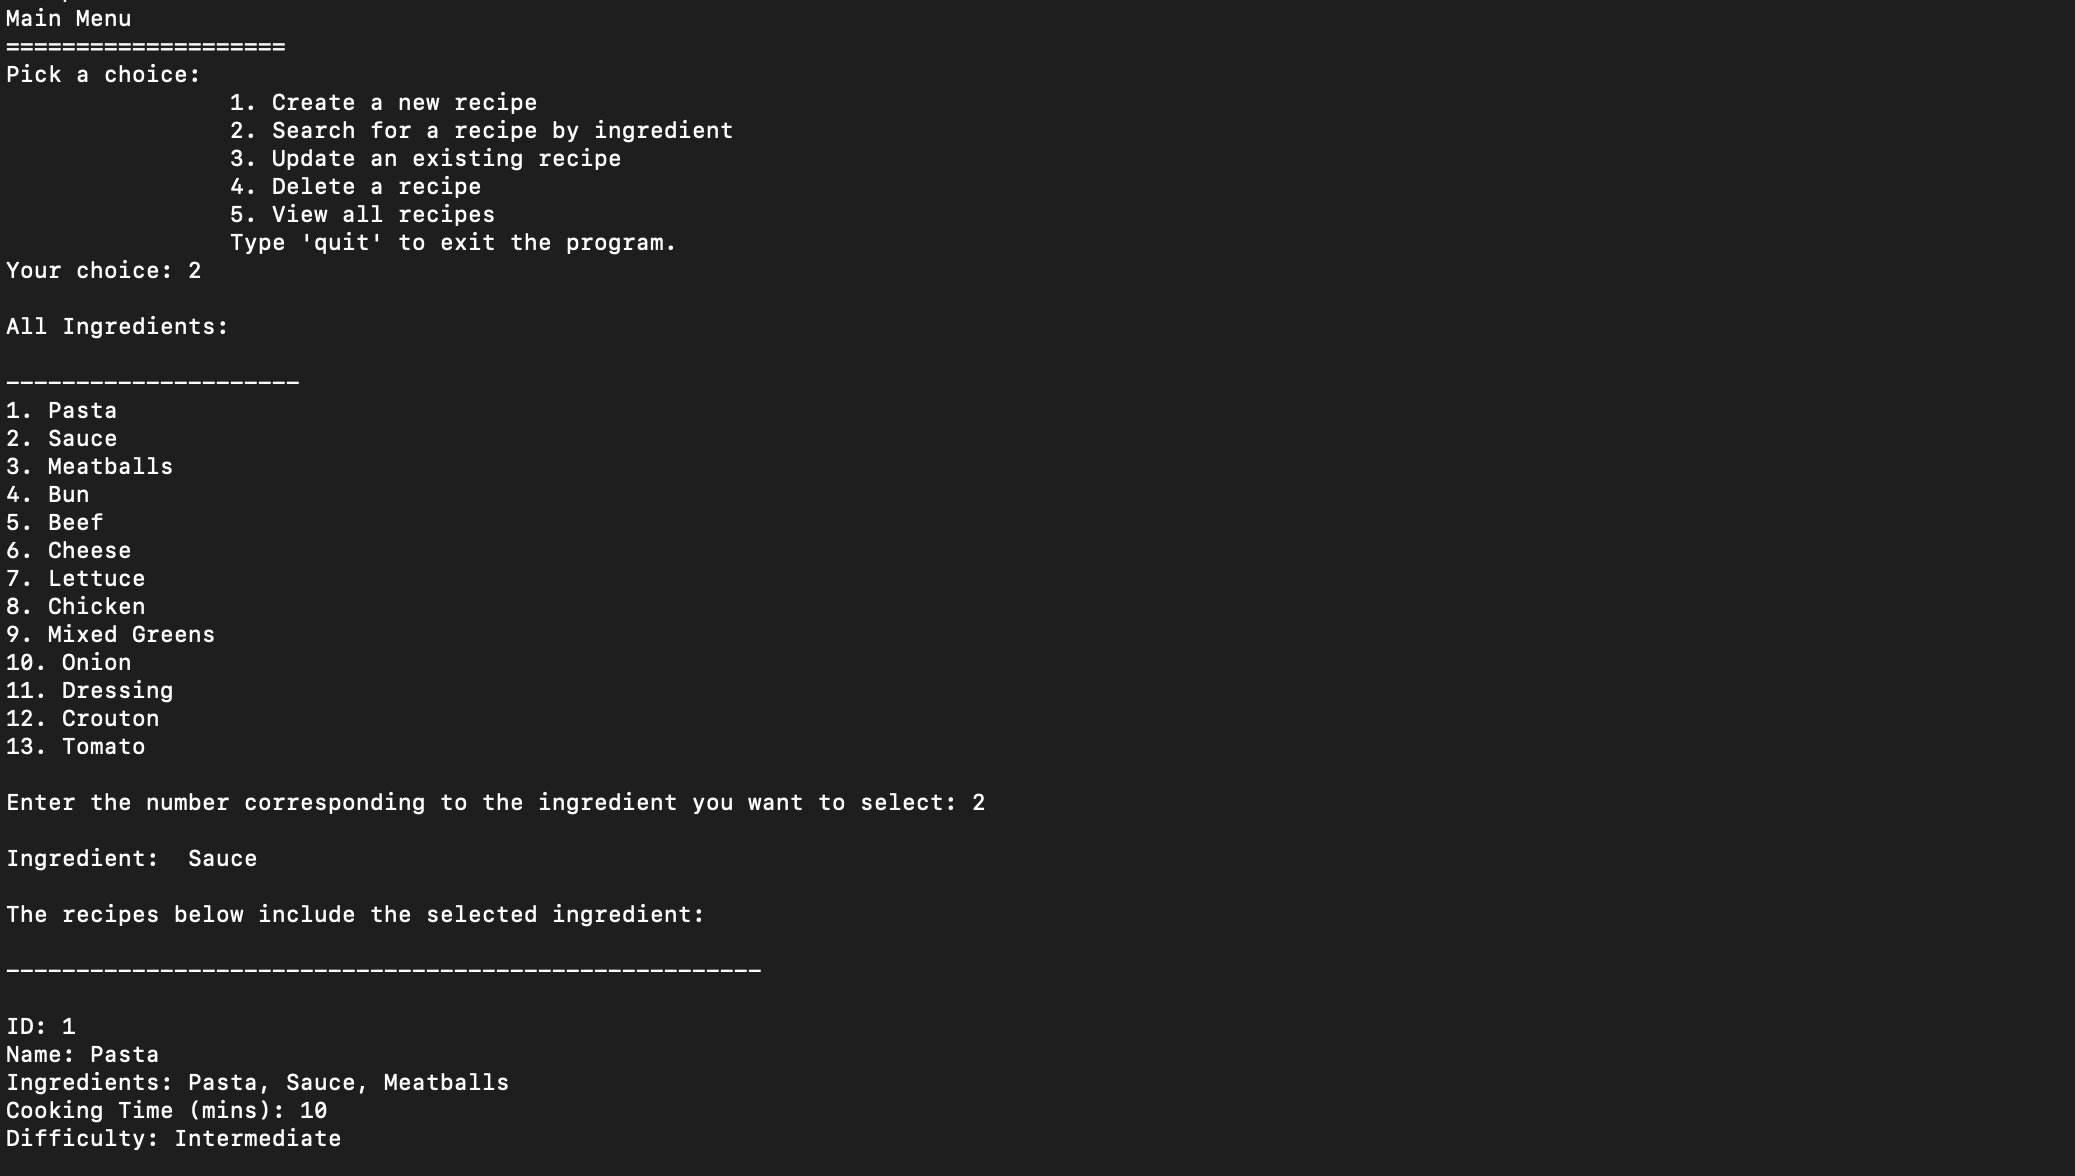 Main Menu
====================
Pick a choice:
                1. Create a new recipe
                2. Search for a recipe by ingredient
                3. Update an existing recipe
                4. Delete a recipe
                5. View all recipes
                Type 'quit' to exit the program.
Your choice: 2

All Ingredients:

---------------------
1. Pasta
2. Sauce
3. Meatballs
4. Bun
5. Beef
6. Cheese
7. Lettuce
8. Chicken
9. Mixed Greens
10. Onion
11. Dressing
12. Crouton
13. Tomato

Enter the number corresponding to the ingredient you want to select: 2

Ingredient:  Sauce

The recipes below include the selected ingredient:

------------------------------------------------------

ID: 1
Name: Pasta
Ingredients: Pasta, Sauce, Meatballs
Cooking Time (mins): 10
Difficulty: Intermediate